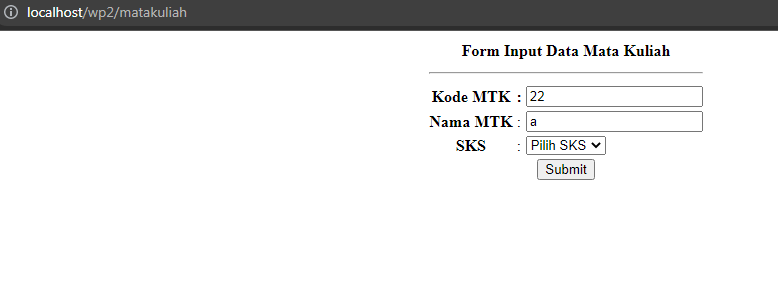 localhost/wp2/matakuliah
Form Input Data Mata Kuliah
Kode MTK : 22
Nama MTK : a
SKS : Pilih SKS
Submit